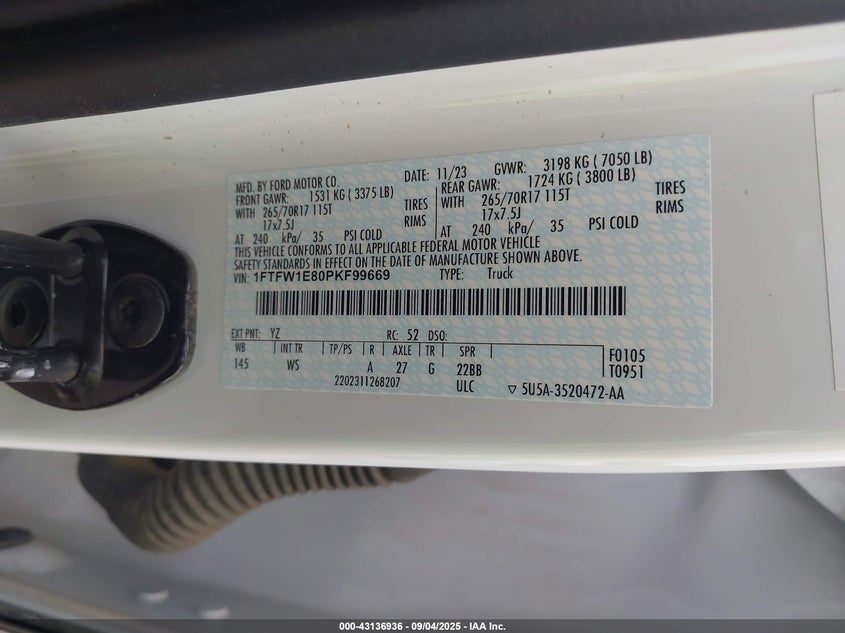 MFD. BY FORD MOTOR CO.
DATE: 11/23 GVWR: 3198 KG ( 7050 LB)
FRONT GAWR: 1531 KG ( 3375 LB) REAR GAWR: 1724 KG ( 3800 LB)
WITH 265/70R17 115T TIRES WITH 265/70R17 115T TIRES
17x7.5J RIMS 17x7.5J RIMS
AT 240 kPa/ 35 PSI COLD AT 240 kPa/ 35 PSI COLD
THIS VEHICLE CONFORMS TO ALL APPLICABLE FEDERAL MOTOR VEHICLE
SAFETY STANDARDS IN EFFECT ON THE DATE OF MANUFACTURE SHOWN ABOVE.
VIN: 1FTFW1E80PKF99669 TYPE: Truck
EXT PNT: YZ RC: 52 DSO:
WB INT TR TP/PS R AXLE TR SPR F0105
145 WS A 27 G 22BB T0951
2202311268207 ULC ▽ 5U5A-3520472-AA
000-43136936 - 09/04/2025 - IAA Inc.